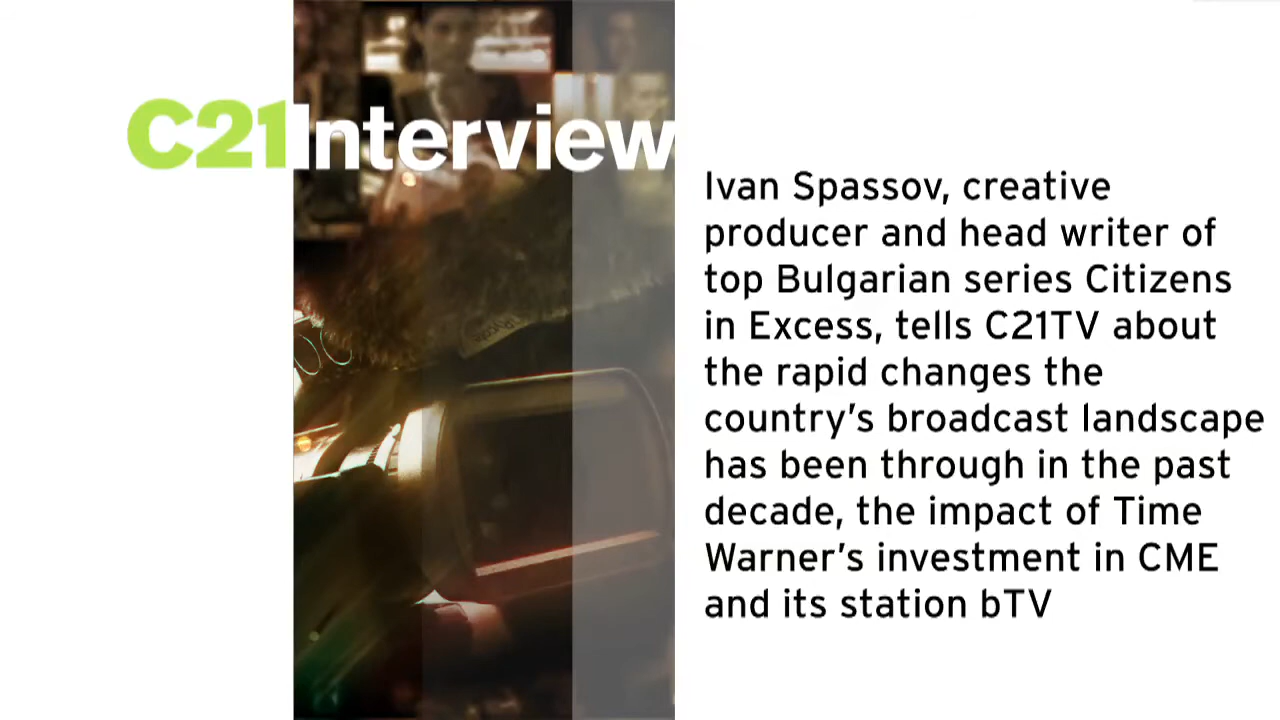 C21Interview
Ivan Spassov, creative
producer and head writer of
top Bulgarian series Citizens
in Excess, tells C21TV about
the rapid changes the
country's broadcast landscape
has been through in the past
decade, the impact of Time
Warner's investment in CME
and its station bTV